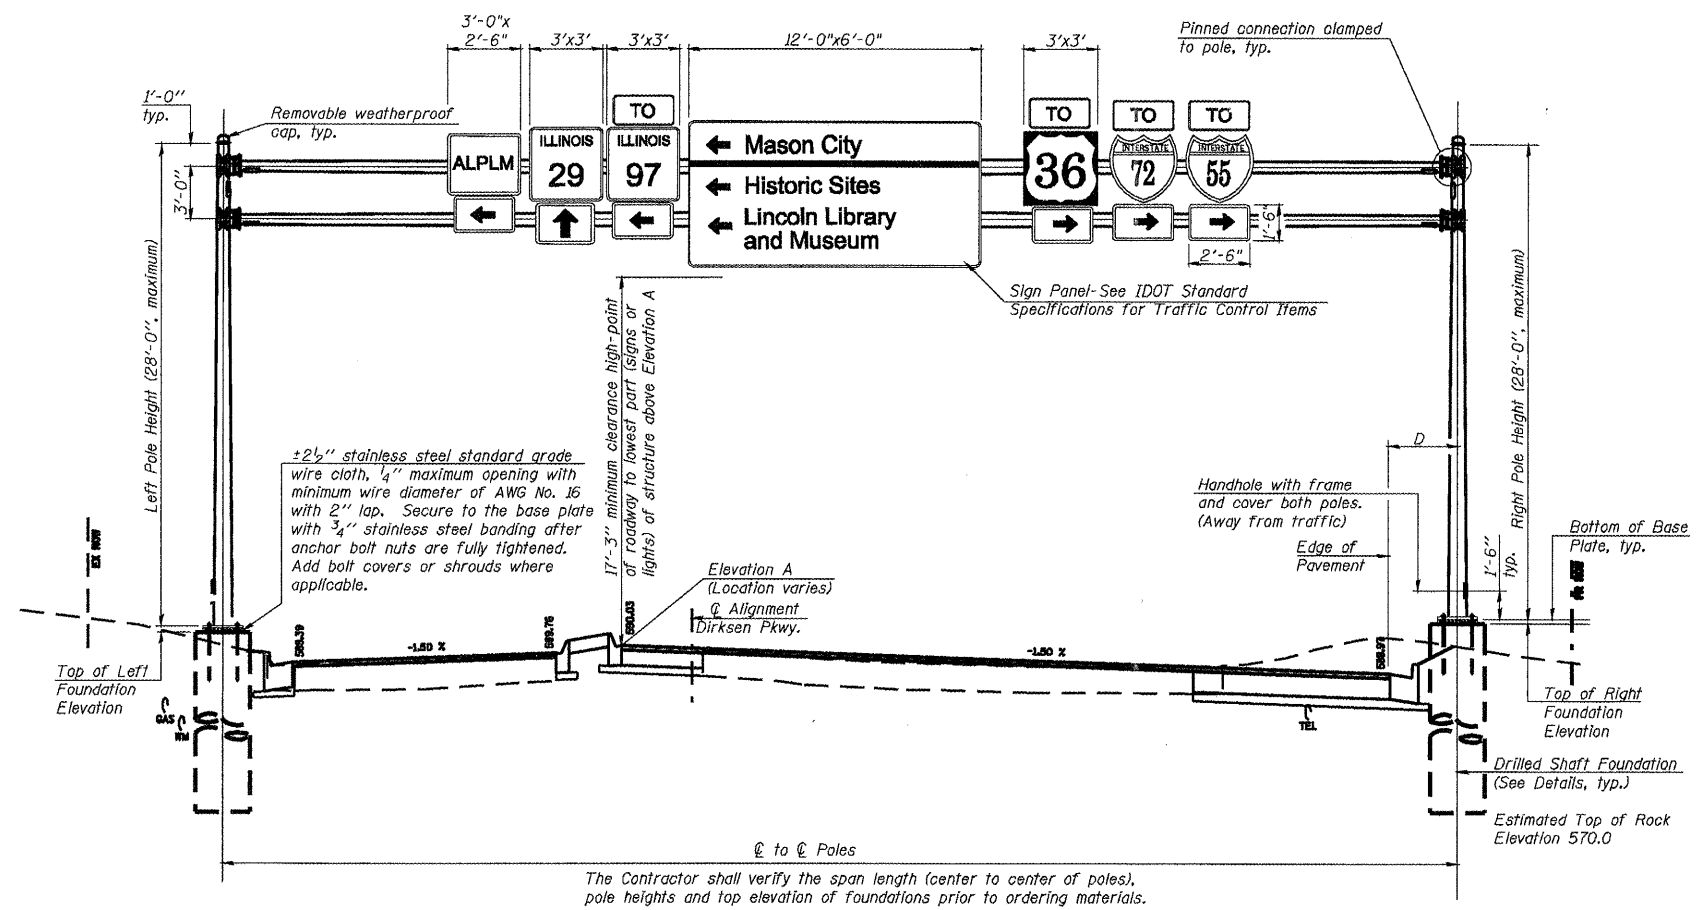 3'-0"x
2'-6"
3'x3'
3'x3'
12'-0"x6'-0"
3'x3'
Pinned connection clamped
to pole, typ.
1'-0"
typ.
Removable weatherproof
cap, typ.
3'-0"
ALPLM
ILLINOIS
29
TO
ILLINOIS
97
Mason City
Historic Sites
Lincoln Library
and Museum
TO
36
TO
INTERSTATE
72
TO
INTERSTATE
55
1'-6"
2'-6"
Sign Panel-See IDOT Standard
Specifications for Traffic Control Items
Left Pole Height (28'-0", maximum)
17'-3" minimum clearance high-point
of roadway to lowest part (signs or
lights) of structure above Elevation A
Right Pole Height (28'-0", maximum)
±2½" stainless steel standard grade
wire cloth, ¼" maximum opening with
minimum wire diameter of AWG No. 16
with 2" lap. Secure to the base plate
with ¾" stainless steel banding after
anchor bolt nuts are fully tightened.
Add bolt covers or shrouds where
applicable.
D
Handhole with frame
and cover both poles.
(Away from traffic)
Edge of
Pavement
1'-6"
typ.
Bottom of Base
Plate, typ.
EX ROW
Elevation A
(Location varies)
℄ Alignment
Dirksen Pkwy.
589.39
-1.50 %
589.76
590.03
-1.50 %
588.97
Top of Left
Foundation
Elevation
GAS
WM
TEL
Top of Right
Foundation
Elevation
Drilled Shaft Foundation
(See Details, typ.)
Estimated Top of Rock
Elevation 570.0
℄ to ℄ Poles
The Contractor shall verify the span length (center to center of poles),
pole heights and top elevation of foundations prior to ordering materials.